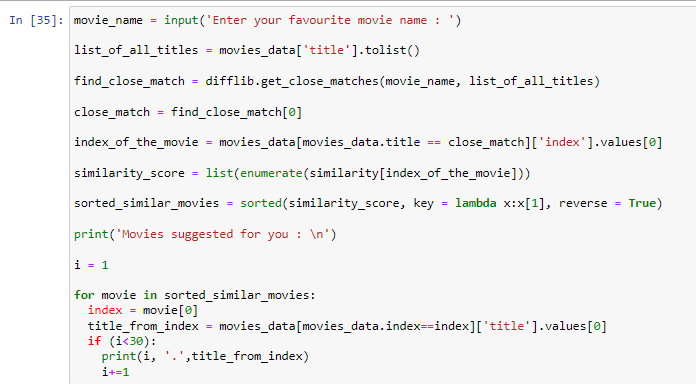 In [35]: movie_name = input('Enter your favourite movie name : ')
list_of_all_titles = movies_data['title'].tolist()
find_close_match = difflib.get_close_matches(movie_name, list_of_all_titles)
close_match = find_close_match[0]
index_of_the_movie = movies_data[movies_data.title == close_match]['index'].values[0]
similarity_score = list(enumerate(similarity[index_of_the_movie]))
sorted_similar_movies = sorted(similarity_score, key = lambda x:x[1], reverse = True)
print('Movies suggested for you : \n')
i = 1
for movie in sorted_similar_movies:
  index = movie[0]
  title_from_index = movies_data[movies_data.index==index]['title'].values[0]
  if (i<30):
    print(i, '.',title_from_index)
    i+=1